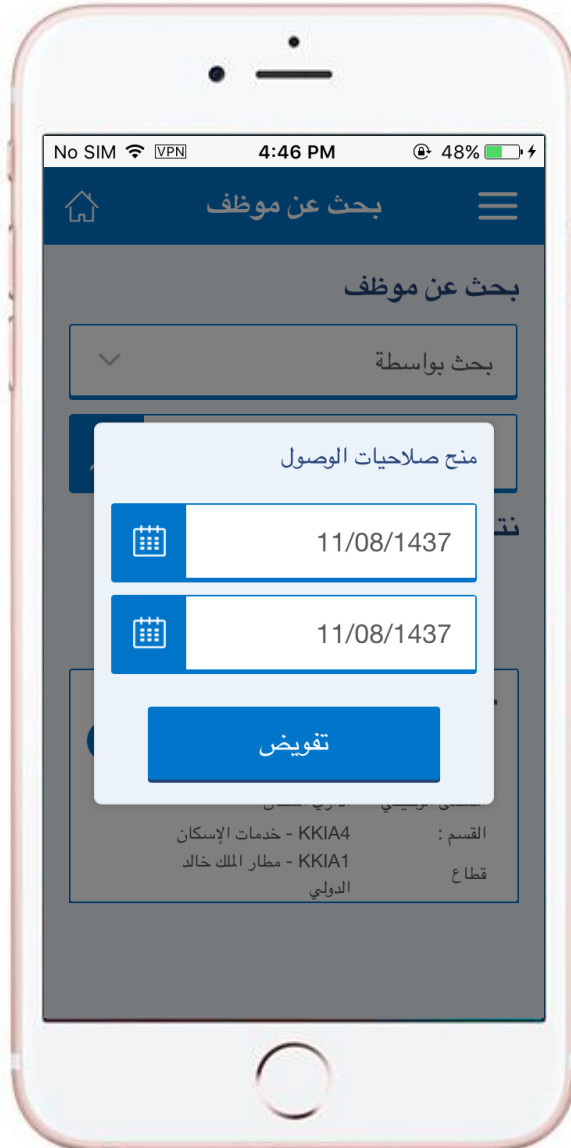 No SIM VPN 4:46 PM 48%
بحث عن موظف
بحث عن موظف
بحث بواسطة
منح صلاحيات الوصول
11/08/1437
11/08/1437
تفويض
القسم : KKIA4 - خدمات الإسكان
قطاع KKIA1 - مطار الملك خالد
الدولي